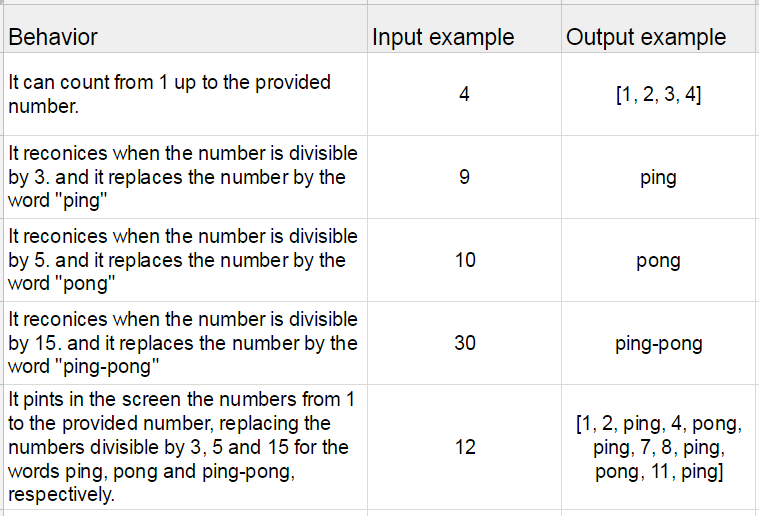 Behavior Input example Output example
It can count from 1 up to the provided
number.
4
[1, 2, 3, 4]
It reconices when the number is divisible
by 3. and it replaces the number by the
word "ping"
9
ping
It reconices when the number is divisible
by 5. and it replaces the number by the
word "pong"
10
pong
It reconices when the number is divisible
by 15. and it replaces the number by the
word "ping-pong"
30
ping-pong
It pints in the screen the numbers from 1
to the provided number, replacing the
numbers divisible by 3, 5 and 15 for the
words ping, pong and ping-pong,
respectively.
12
[1, 2, ping, 4, pong,
ping, 7, 8, ping,
pong, 11, ping]